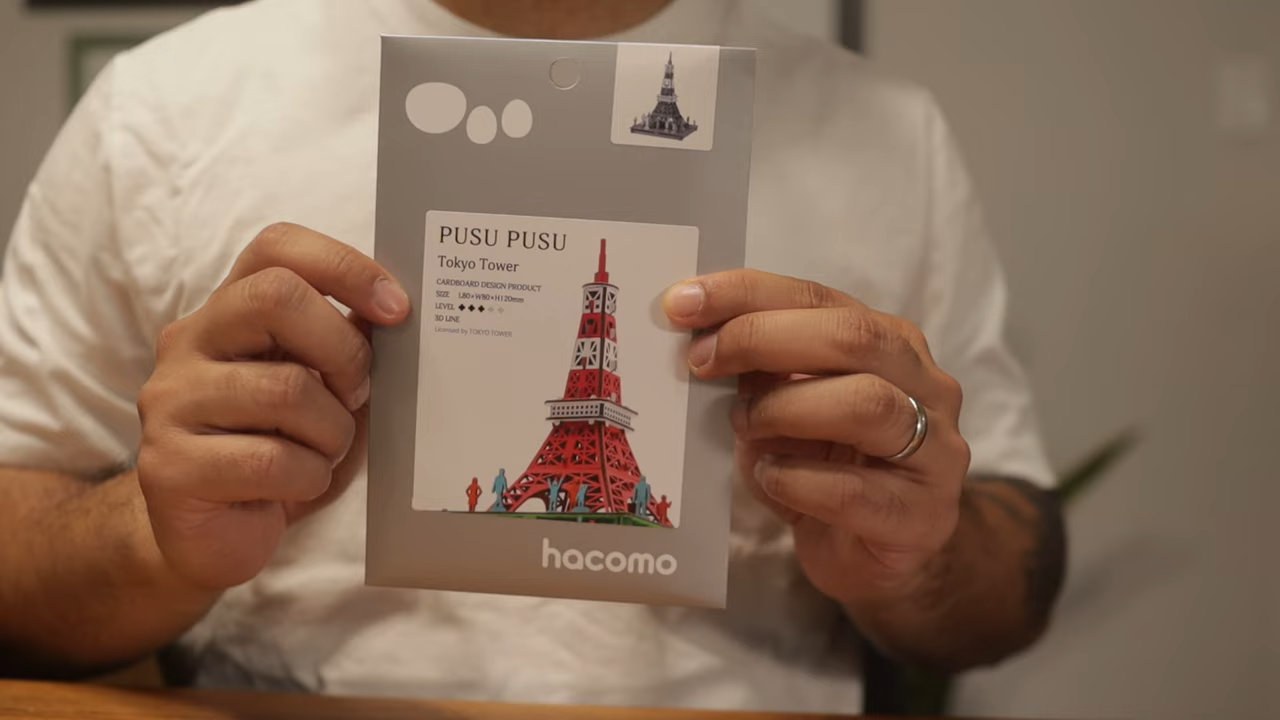 PUSU PUSU
Tokyo Tower
CARDBOARD DESIGN PRODUCT
SIZE L80×W80×H120mm
LEVEL ◆◆◆◆◆
3D LINE
Licensed by TOKYO TOWER
hacomo